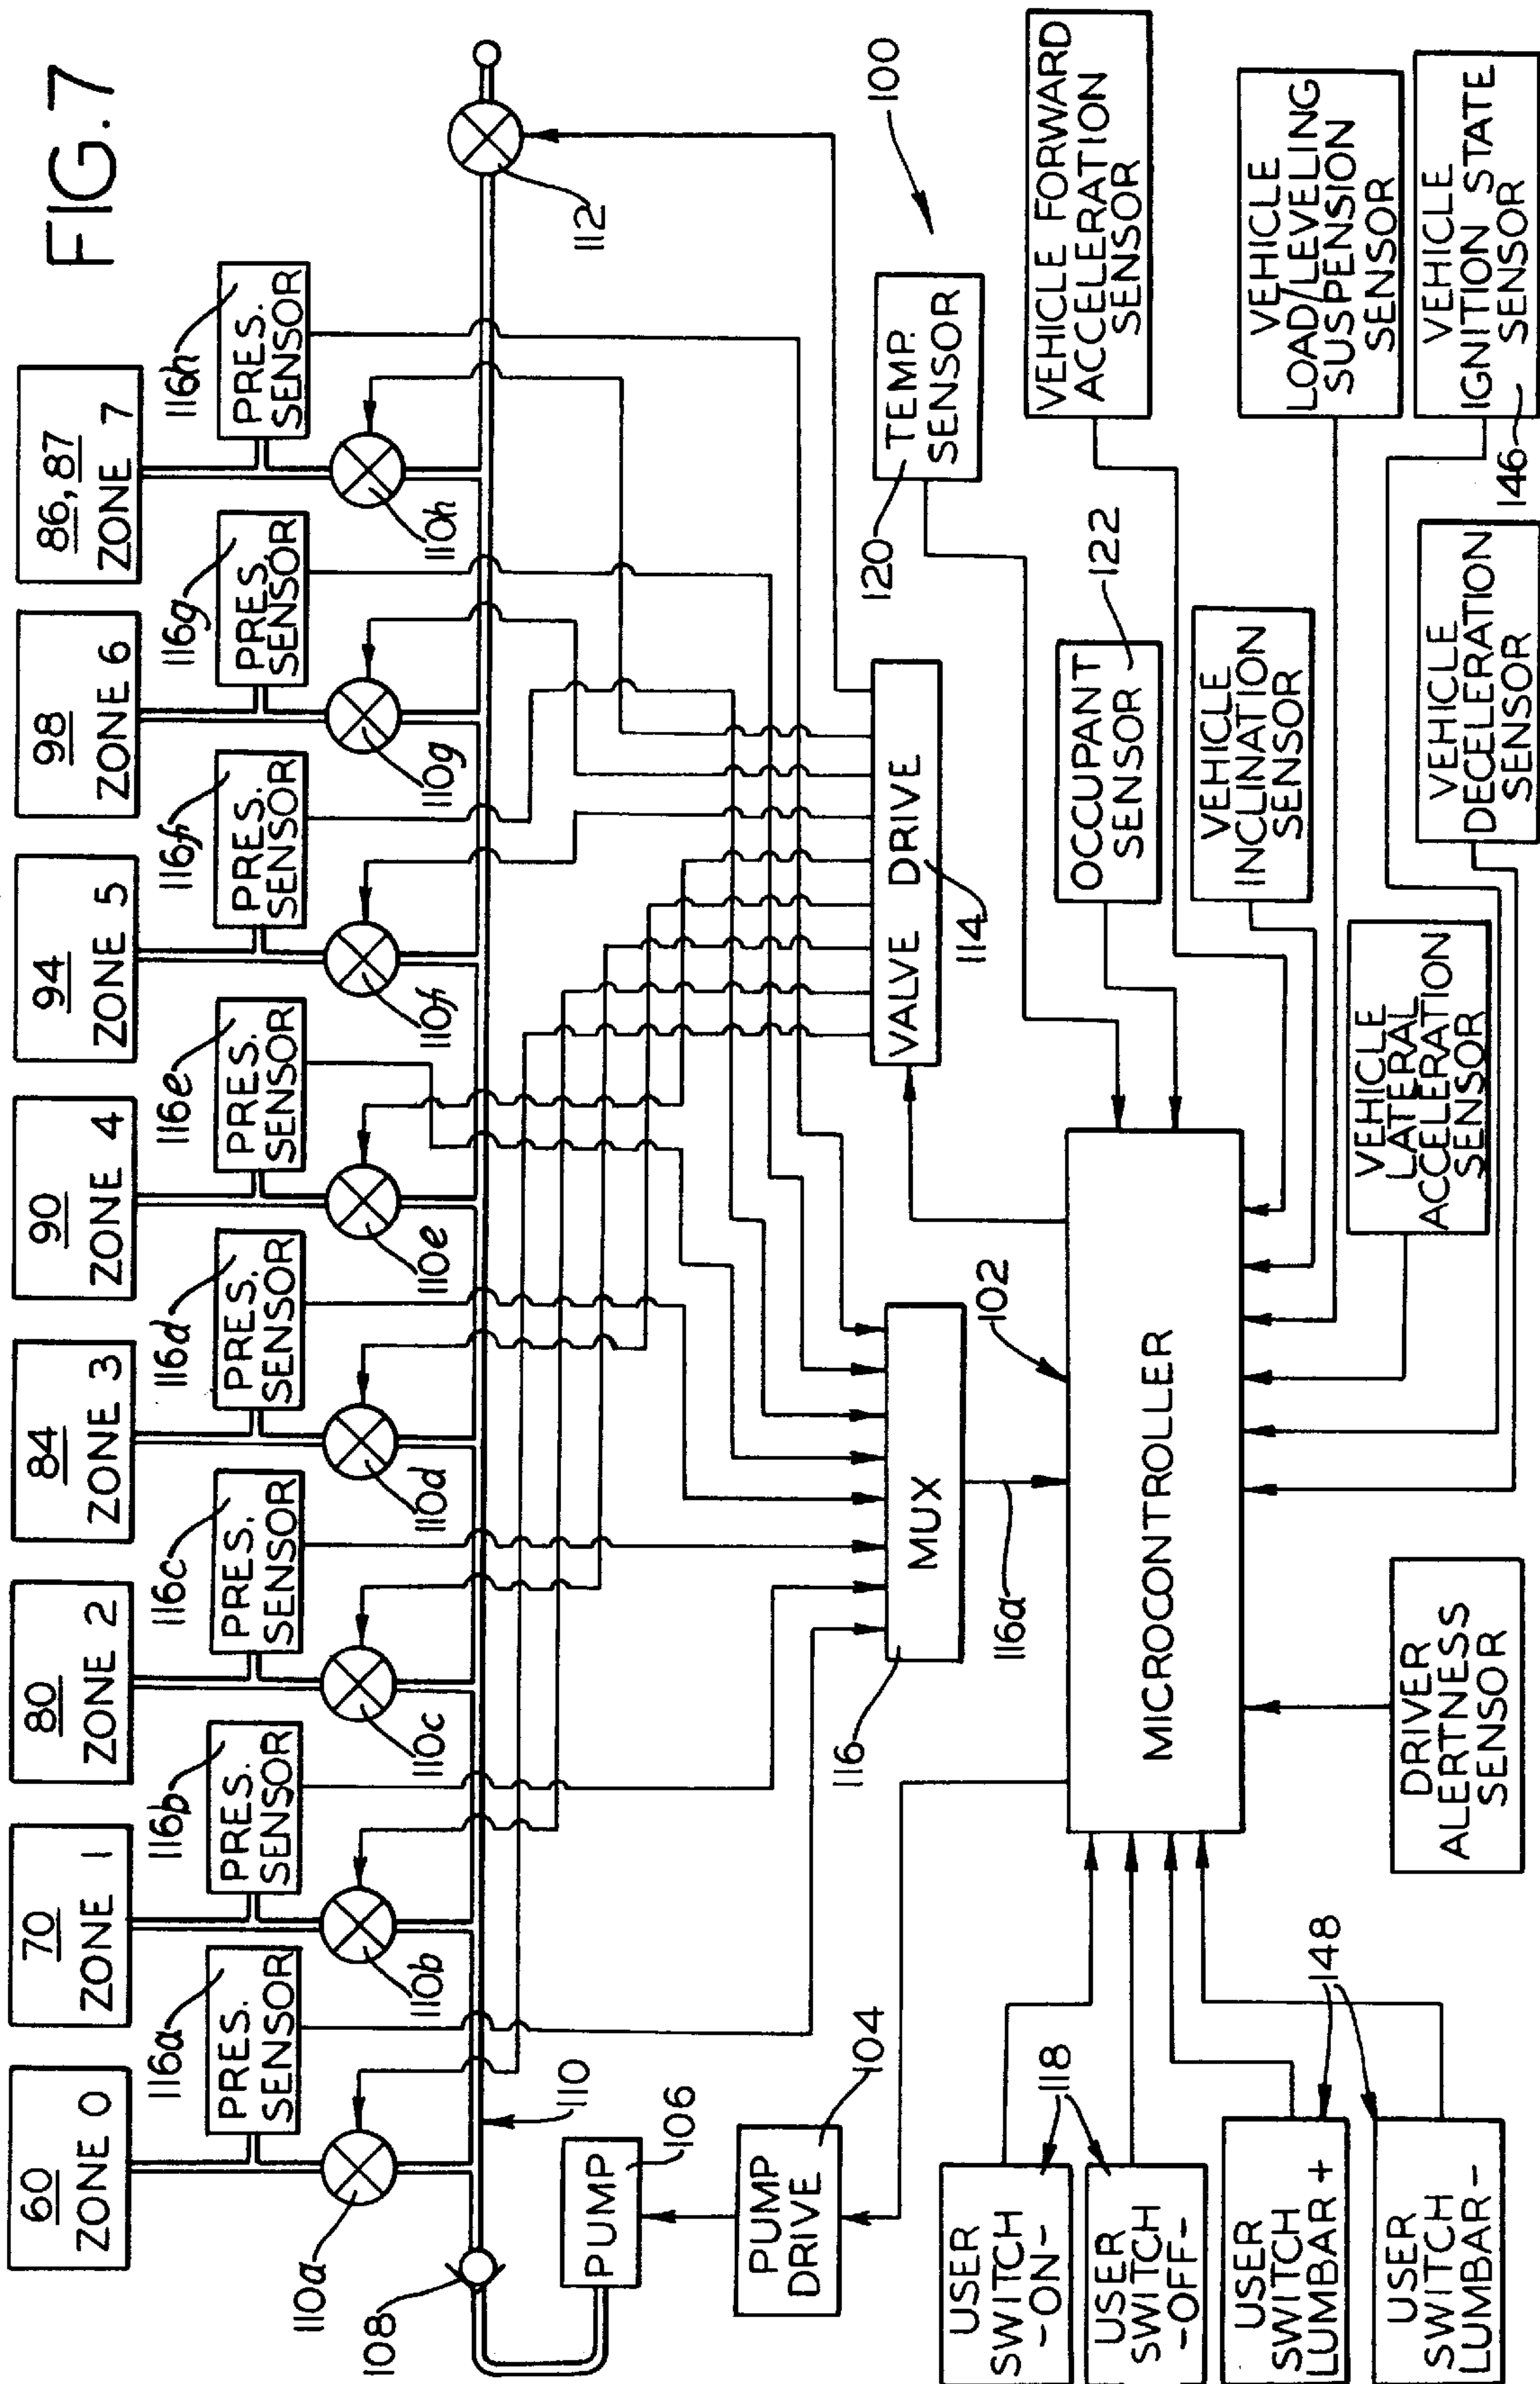 FIG. 7
60
ZONE 0
70
ZONE 1
80
ZONE 2
84
ZONE 3
90
ZONE 4
94
ZONE 5
98
ZONE 6
86, 87
ZONE 7
116a
PRES.
SENSOR
116b
PRES.
SENSOR
116c
PRES.
SENSOR
116d
PRES.
SENSOR
116e
PRES.
SENSOR
116f
PRES.
SENSOR
116g
PRES.
SENSOR
116h
PRES.
SENSOR
110a
110b
110c
110d
110e
110f
110g
110h
108
110
112
PUMP
106
PUMP
DRIVE
104
MUX
116
116a
VALVE DRIVE
114
TEMP.
SENSOR
120
100
102
MICROCONTROLLER
OCCUPANT
SENSOR
122
VEHICLE FORWARD
ACCELERATION
SENSOR
VEHICLE
INCLINATION
SENSOR
VEHICLE
LOAD/LEVELING
SUSPENSION
SENSOR
VEHICLE
LATERAL
ACCELERATION
SENSOR
VEHICLE
IGNITION STATE
SENSOR
146
VEHICLE
DECELERATION
SENSOR
DRIVER
ALERTNESS
SENSOR
USER
SWITCH
-ON-
118
USER
SWITCH
-OFF-
USER
SWITCH
LUMBAR +
148
USER
SWITCH
LUMBAR -